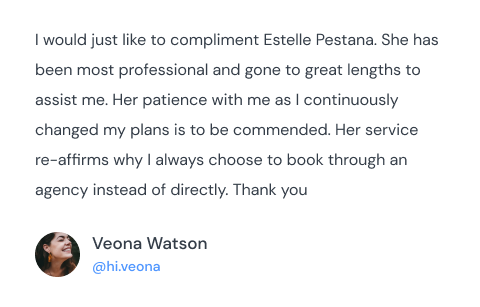 I would just like to compliment Estelle Pestana. She has
been most professional and gone to great lengths to
assist me. Her patience with me as I continuously
changed my plans is to be commended. Her service
re-affirms why I always choose to book through an
agency instead of directly. Thank you
Veona Watson
@hi.veona